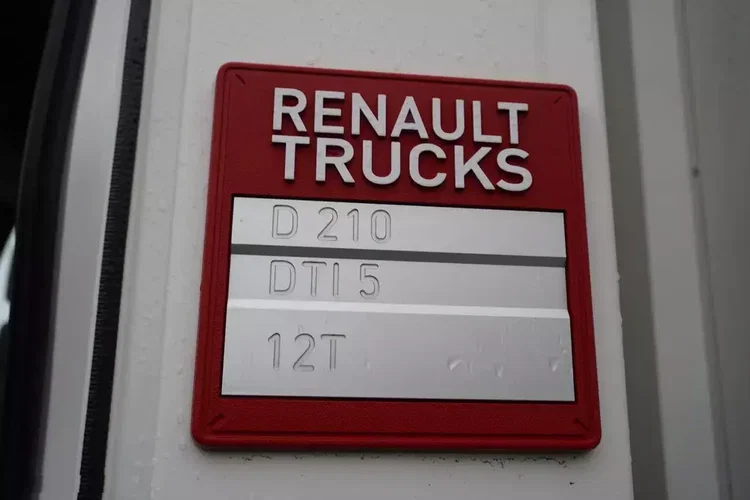 RENAULT
TRUCKS
D 210
DTI 5
12T